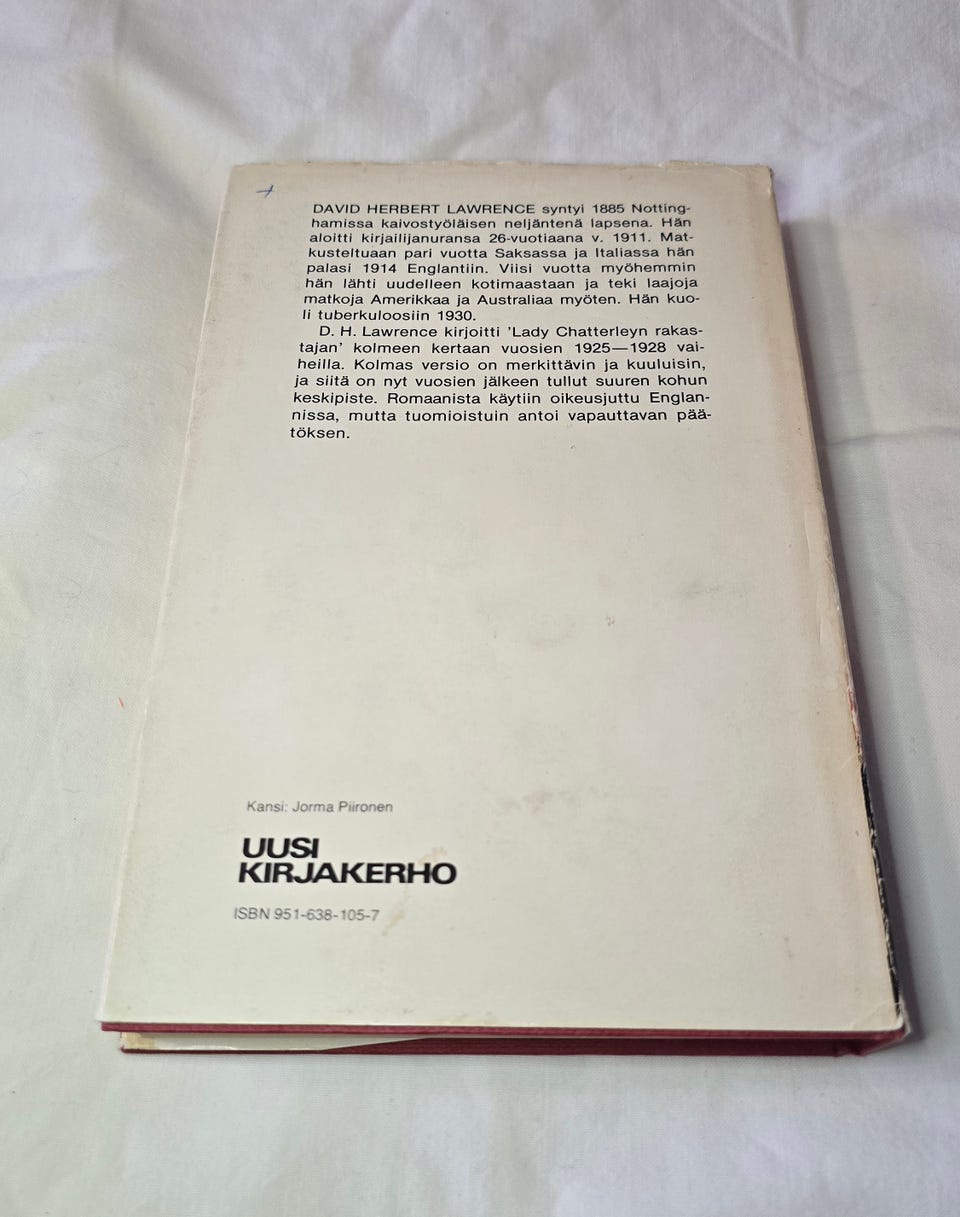 DAVID HERBERT LAWRENCE syntyi 1885 Notting-
hamissa kaivostyöläisen neljäntenä lapsena. Hän
aloitti kirjailijanuransa 26-vuotiaana v. 1911. Mat-
kusteltuaan pari vuotta Saksassa ja Italiassa hän
palasi 1914 Englantiin. Viisi vuotta myöhemmin
hän lähti uudelleen kotimaastaan ja teki laajoja
matkoja Amerikkaa ja Australiaa myöten. Hän kuo-
li tuberkuloosiin 1930.
D. H. Lawrence kirjoitti ’Lady Chatterleyn rakas-
tajan’ kolmeen kertaan vuosien 1925—1928 vai-
heilla. Kolmas versio on merkittävin ja kuuluisin,
ja siitä on nyt vuosien jälkeen tullut suuren kohun
keskipiste. Romaanista käytiin oikeusjuttu Englan-
nissa, mutta tuomioistuin antoi vapauttavan pää-
töksen.
Kansi: Jorma Piironen
UUSI
KIRJAKERHO
ISBN 951-638-105-7